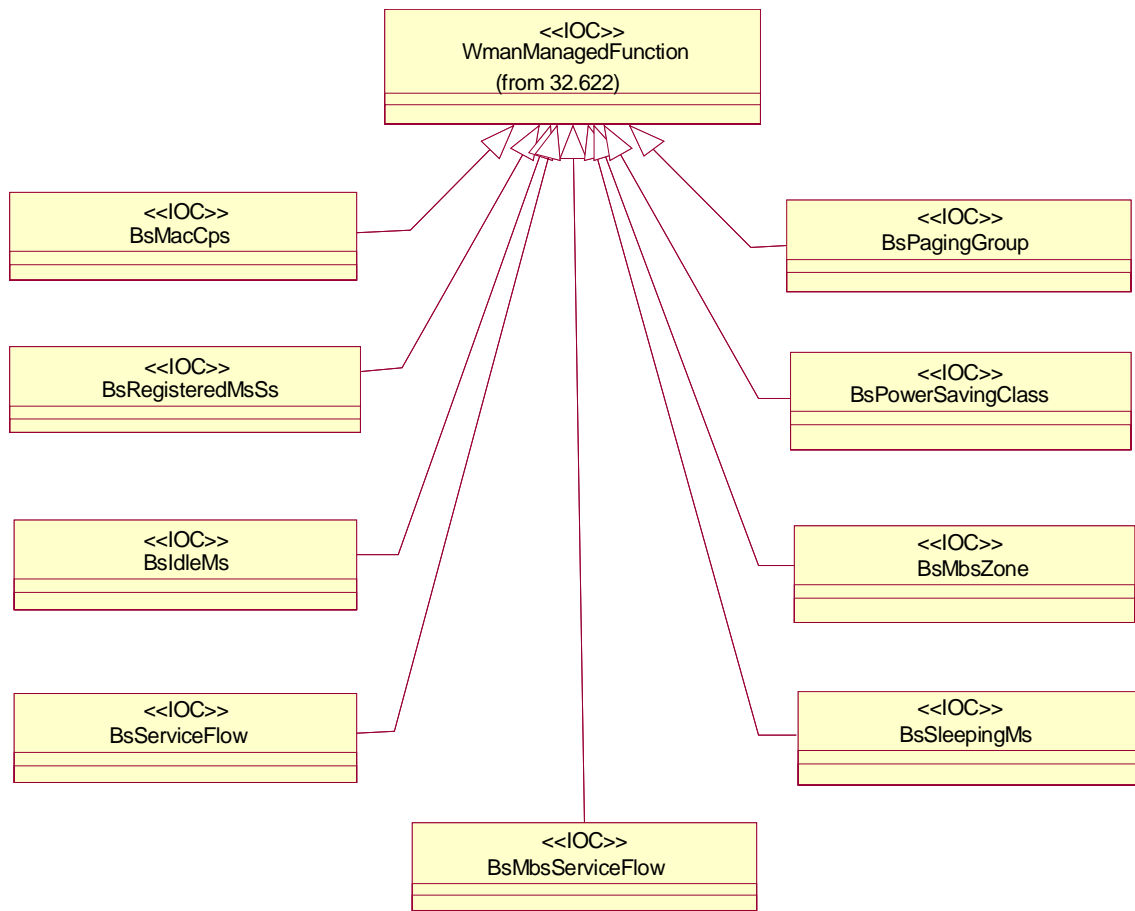 <<IOC>>
WmanManagedFunction
(from 32.622)
<<IOC>>
BsMacCps
<<IOC>>
BsPagingGroup
<<IOC>>
BsRegisteredMsSs
<<IOC>>
BsPowerSavingClass
<<IOC>>
BsIdleMs
<<IOC>>
BsMbsZone
<<IOC>>
BsServiceFlow
<<IOC>>
BsSleepingMs
<<IOC>>
BsMbsServiceFlow